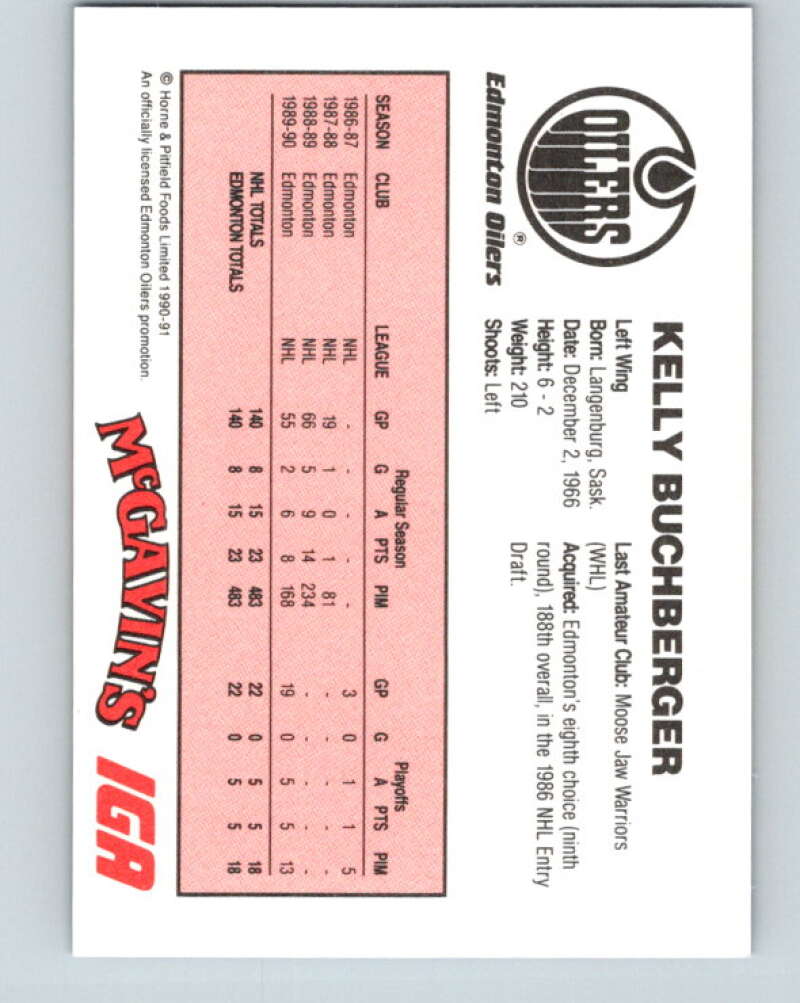 OILERS
Edmonton Oilers®
KELLY BUCHBERGER
Left Wing
Born: Langenburg, Sask.
Date: December 2, 1966
Height: 6 - 2
Weight: 210
Shoots: Left
Last Amateur Club: Moose Jaw Warriors
(WHL)
Acquired: Edmonton's eighth choice (ninth
round), 188th overall, in the 1986 NHL Entry
Draft.
Regular Season Playoffs
SEASON CLUB LEAGUE GP G A PTS PIM GP G A PTS PIM
1986-87 Edmonton NHL - - - - - 3 0 1 1 5
1987-88 Edmonton NHL 19 1 0 1 81 - - - - -
1988-89 Edmonton NHL 66 5 9 14 234 - - - - -
1989-90 Edmonton NHL 55 2 6 8 168 19 0 5 5 13
NHL TOTALS 140 8 15 23 483 22 0 5 5 18
EDMONTON TOTALS 140 8 15 23 483 22 0 5 5 18
© Horne & Pitfield Foods Limited 1990-91
An officially licensed Edmonton Oilers promotion.
McGAVIN'S
IGA